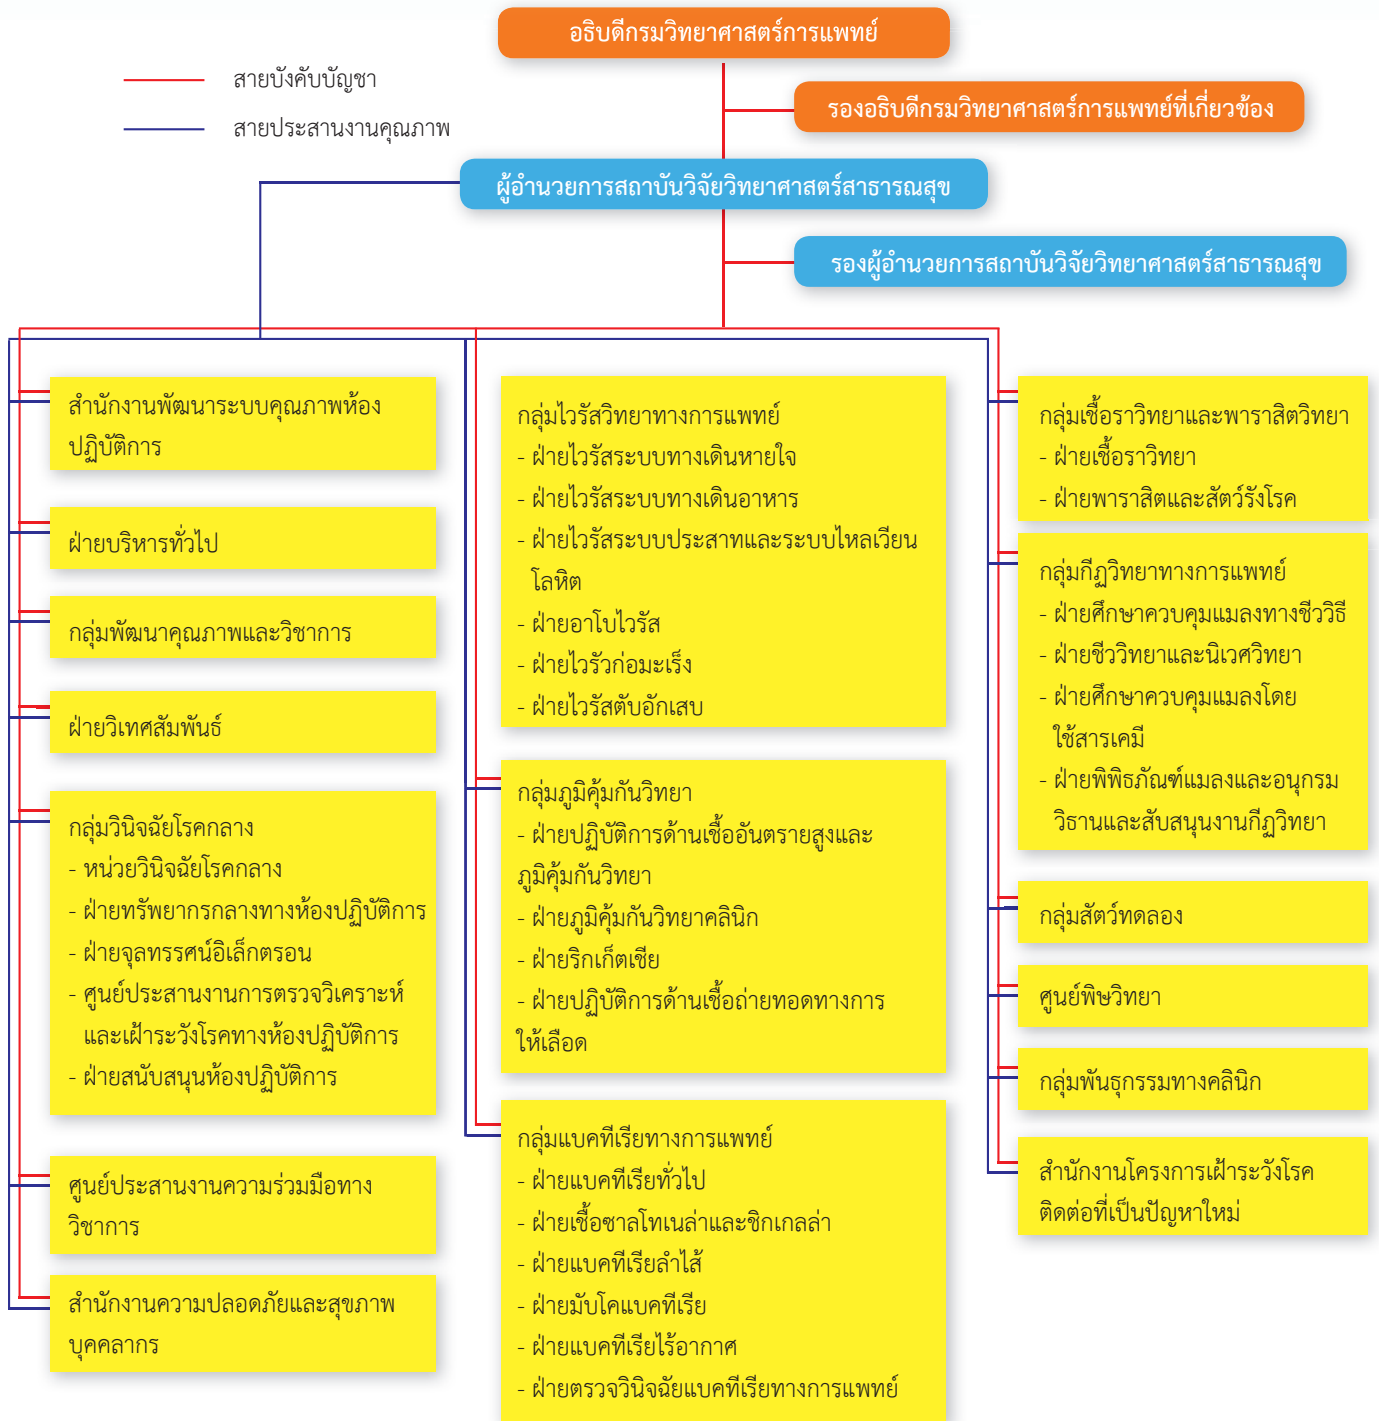 อธิบดีกรมวิทยาศาสตร์การแพทย์
สายบังคับบัญชา
สายประสานงานคุณภาพ
รองอธิบดีกรมวิทยาศาสตร์การแพทย์ที่เกี่ยวข้อง
ผู้อำนวยการสถาบันวิจัยวิทยาศาสตร์สาธารณสุข
รองผู้อำนวยการสถาบันวิจัยวิทยาศาสตร์สาธารณสุข
สำนักงานพัฒนาระบบคุณภาพห้อง
ปฏิบัติการ
ฝ่ายบริหารทั่วไป
กลุ่มพัฒนาคุณภาพและวิชาการ
ฝ่ายวิเทศสัมพันธ์
กลุ่มวินิจฉัยโรคกลาง
- หน่วยวินิจฉัยโรคกลาง
- ฝ่ายทรัพยากรกลางทางห้องปฏิบัติการ
- ฝ่ายจุลทรรศน์อิเล็กตรอน
- ศูนย์ประสานงานการตรวจวิเคราะห์
และเฝ้าระวังโรคทางห้องปฏิบัติการ
- ฝ่ายสนับสนุนห้องปฏิบัติการ
ศูนย์ประสานงานความร่วมมือทาง
วิชาการ
สำนักงานความปลอดภัยและสุขภาพ
บุคคลากร
กลุ่มไวรัสวิทยาทางการแพทย์
- ฝ่ายไวรัสระบบทางเดินหายใจ
- ฝ่ายไวรัสระบบทางเดินอาหาร
- ฝ่ายไวรัสระบบประสาทและระบบไหลเวียน
โลหิต
- ฝ่ายอาโบไวรัส
- ฝ่ายไวรัวก่อมะเร็ง
- ฝ่ายไวรัสตับอักเสบ
กลุ่มภูมิคุ้มกันวิทยา
- ฝ่ายปฏิบัติการด้านเชื้ออันตรายสูงและ
ภูมิคุ้มกันวิทยา
- ฝ่ายภูมิคุ้มกันวิทยาคลินิก
- ฝ่ายริกเก็ตเซีย
- ฝ่ายปฏิบัติการด้านเชื้อถ่ายทอดทางการ
ให้เลือด
กลุ่มแบคทีเรียทางการแพทย์
- ฝ่ายแบคทีเรียทั่วไป
- ฝ่ายเชื้อซาลโทเนล่าและชิกเกลล่า
- ฝ่ายแบคทีเรียลำไส้
- ฝ่ายมับโคแบคทีเรีย
- ฝ่ายแบคทีเรียไร้อากาศ
- ฝ่ายตรวจวินิจฉัยแบคทีเรียทางการแพทย์
กลุ่มเชื้อราวิทยาและพาราสิตวิทยา
- ฝ่ายเชื้อราวิทยา
- ฝ่ายพาราสิตและสัตว์รังโรค
กลุ่มกีฏวิทยาทางการแพทย์
- ฝ่ายศึกษาควบคุมแมลงทางชีววิธี
- ฝ่ายชีววิทยาและนิเวศวิทยา
- ฝ่ายศึกษาควบคุมแมลงโดย
ใช้สารเคมี
- ฝ่ายพิพิธภัณฑ์แมลงและอนุกรม
วิธานและสับสนุนงานกีฏวิทยา
กลุ่มสัตว์ทดลอง
ศูนย์พิษวิทยา
กลุ่มพันธุกรรมทางคลินิก
สำนักงานโครงการเฝ้าระวังโรค
ติดต่อที่เป็นปัญหาใหม่